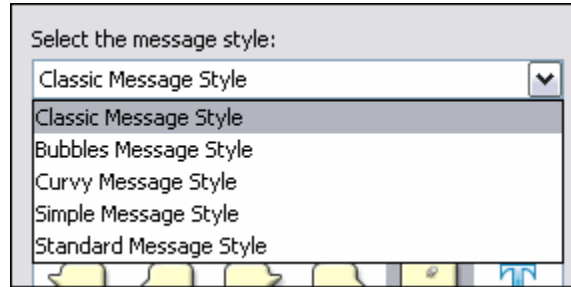 Select the message style:
Classic Message Style
Classic Message Style
Bubbles Message Style
Curvy Message Style
Simple Message Style
Standard Message Style
T